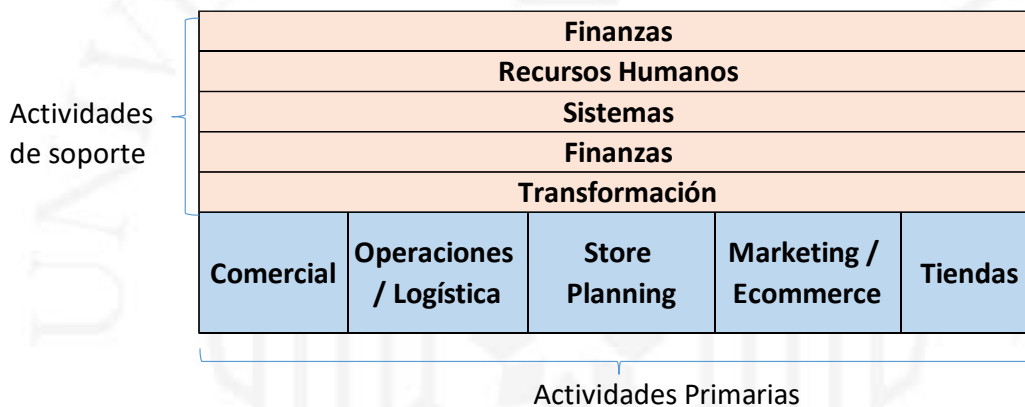 Finanzas
Recursos Humanos
Actividades
de soporte
Sistemas
Finanzas
Transformación
Comercial
Operaciones
/ Logística
Store
Planning
Marketing /
Ecommerce
Tiendas
Actividades Primarias